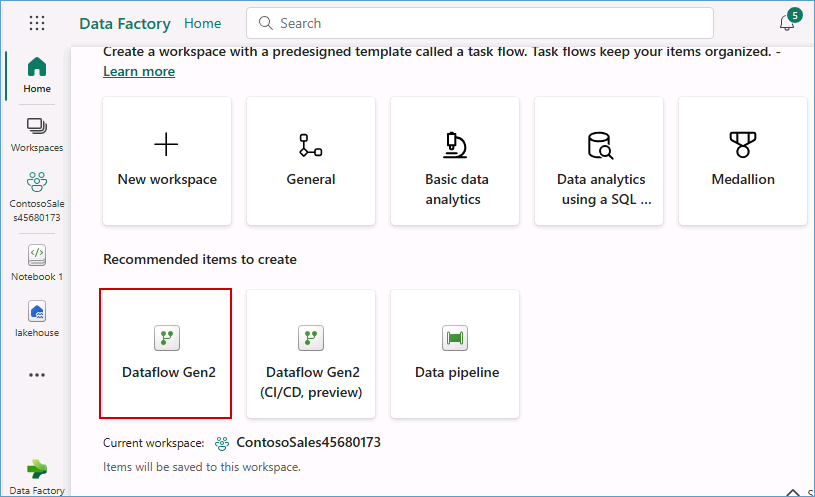 Data Factory Home Search 5
Create a workspace with a predesigned template called a task flow. Task flows keep your items organized. -
Learn more
Home
Workspaces
ContosoSale
s45680173
Notebook 1
lakehouse
Data Factory
New workspace
General
Basic data
analytics
Data analytics
using a SQL ...
Medallion
Recommended items to create
Dataflow Gen2
Dataflow Gen2
(CI/CD, preview)
Data pipeline
Current workspace: ContosoSales45680173
Items will be saved to this workspace.